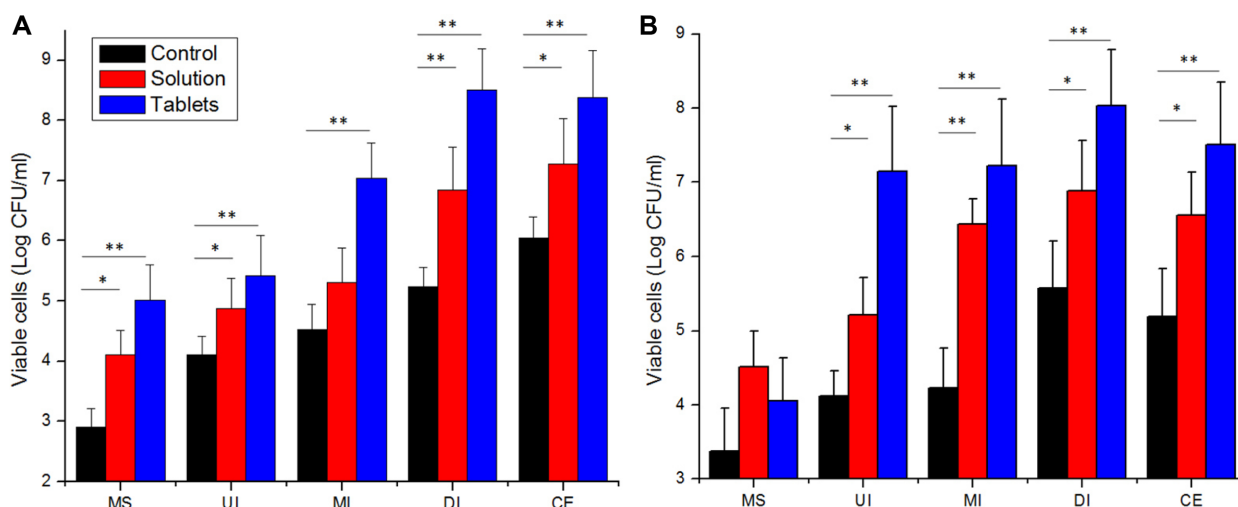 A
Viable cells (Log CFU/ml)
9
8
7
6
5
4
3
2
Control
Solution
Tablets
**
*
**
*
**
**
**
**
*
MS
UI
MI
DI
CE
B
Viable cells (Log CFU/ml)
9
8
7
6
5
4
3
**
*
**
**
**
*
**
*
MS
UI
MI
DI
CE